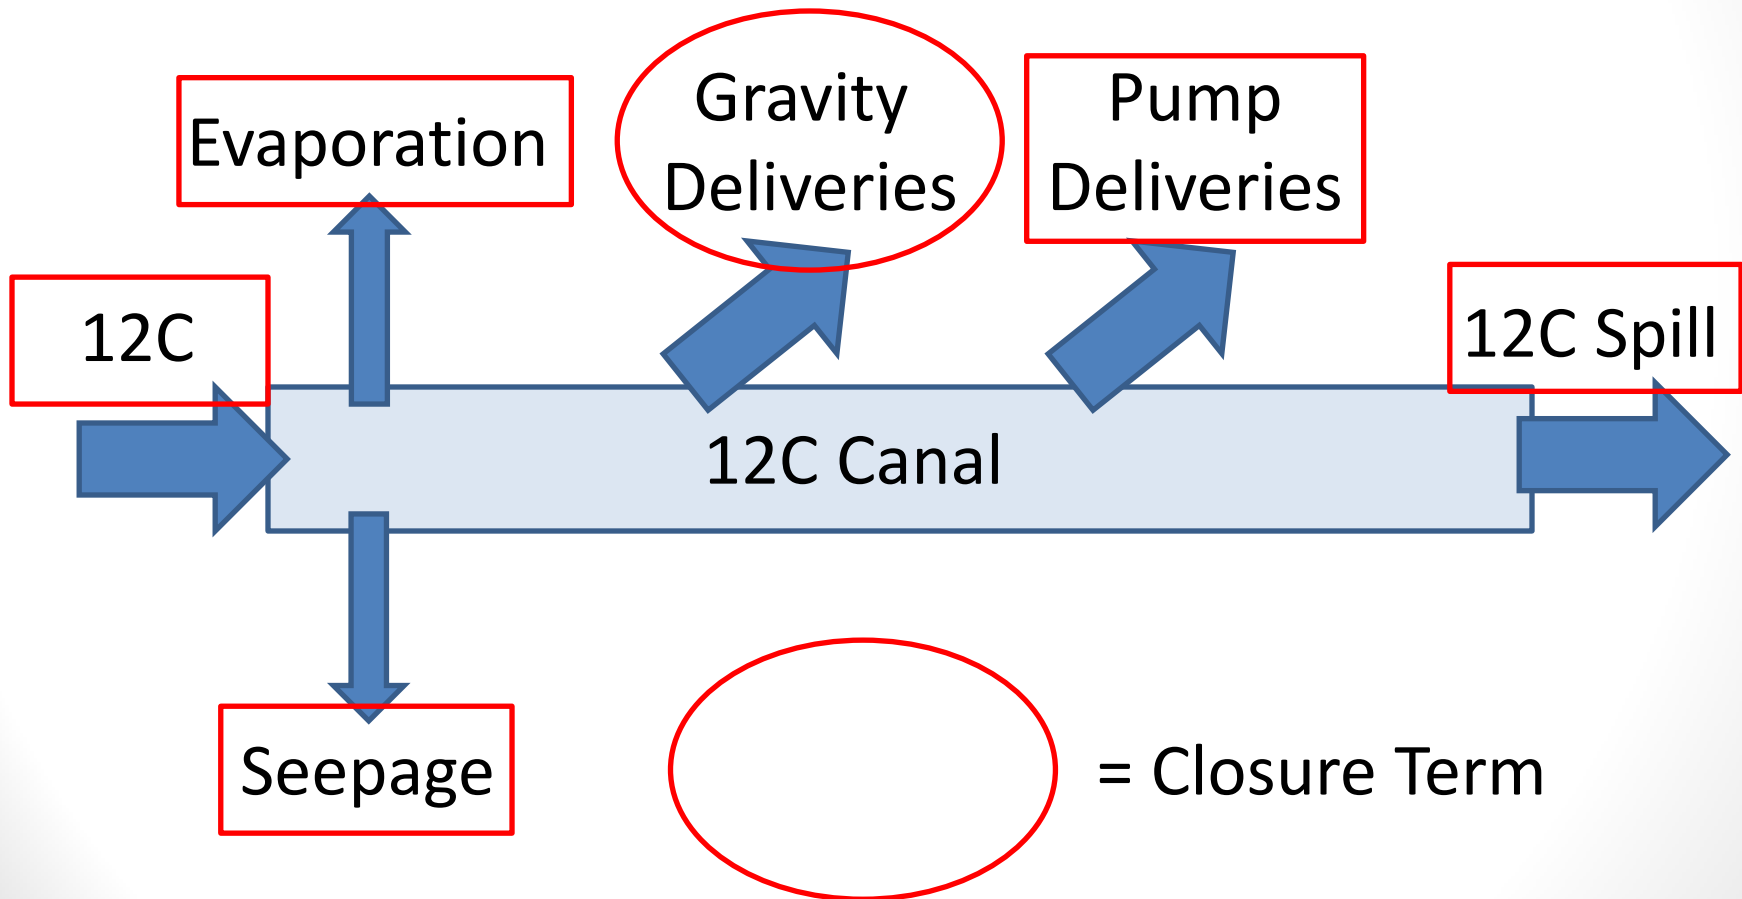 Evaporation
Gravity
Deliveries
Pump
Deliveries
12C
12C Spill
12C Canal
Seepage
= Closure Term